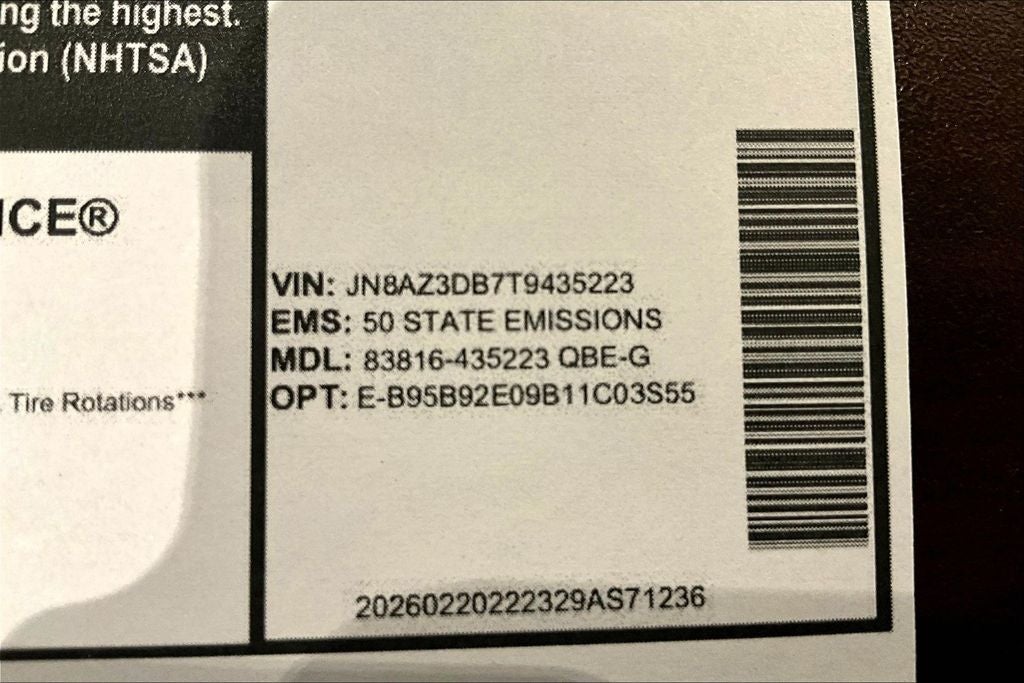 ng the highest.
ion (NHTSA)
ICE®
Tire Rotations***
VIN: JN8AZ3DB7T9435223
EMS: 50 STATE EMISSIONS
MDL: 83816-435223 QBE-G
OPT: E-B95B92E09B11C03S55
20260220222329AS71236